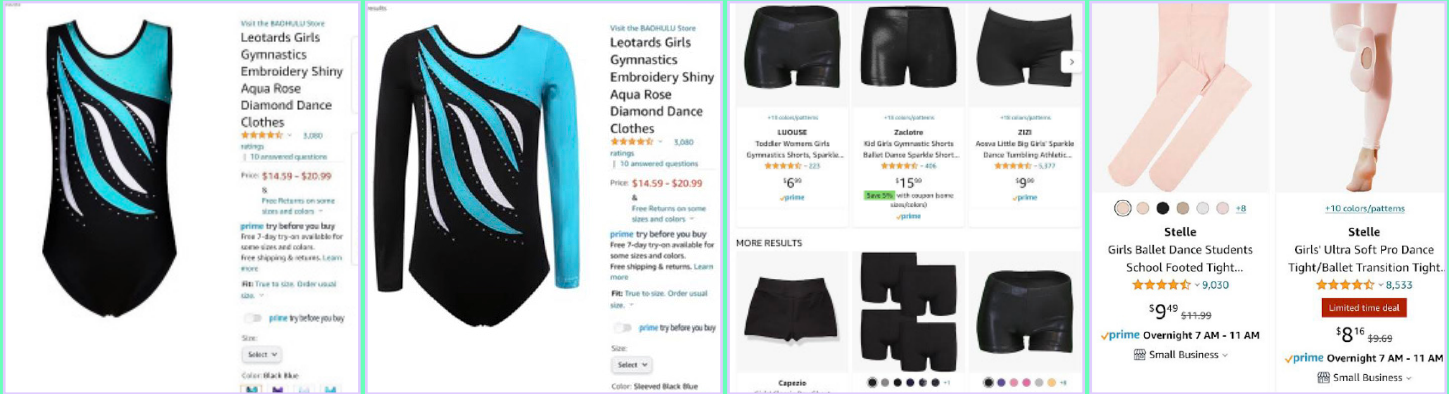 results
Visit the BAOHULU Store
Leotards Girls
Gymnastics
Embroidery Shiny
Aqua Rose
Diamond Dance
Clothes
3,080
ratings
| 10 answered questions
Price: $14.59 - $20.99
&
Free Returns on some
sizes and colors
prime try before you buy
Free 7-day try-on available for
some sizes and colors.
Free shipping & returns. Learn
more
Fit: True to size. Order usual
size.
prime try before you buy
Size:
Select
Color: Black Blue
Visit the BAOHULU Store
Leotards Girls
Gymnastics
Embroidery Shiny
Aqua Rose
Diamond Dance
Clothes
3,080
ratings
| 10 answered questions
Price: $14.59 - $20.99
&
Free Returns on some
sizes and colors
prime try before you buy
Free 7-day try-on available for
some sizes and colors.
Free shipping & returns. Learn
more
Fit: True to size. Order usual
size.
prime try before you buy
Size:
Select
Color: Sleeved Black Blue
LUOUSE
Toddler Womens Girls
Gymnastics Shorts, Sparkle...
223
$6.99
prime
Zaclotre
Kid Girls Gymnastic Shorts
Ballet Dance Sparkle Short...
406
$15.99
Save 5% with coupon (some
sizes/colors)
prime
ZIZI
Aoava Little Big Girls' Sparkle
Dance Tumbling Athletic...
5,377
$9.99
prime
MORE RESULTS
Capezio
+1
+8
+8
Stelle
Girls Ballet Dance Students
School Footed Tight...
9,030
$9.49 $11.99
prime Overnight 7 AM - 11 AM
Small Business
+10 colors/patterns
Stelle
Girls' Ultra Soft Pro Dance
Tight/Ballet Transition Tight.
8,533
Limited time deal
$8.16 $9.69
prime Overnight 7 AM - 11 AM
Small Business